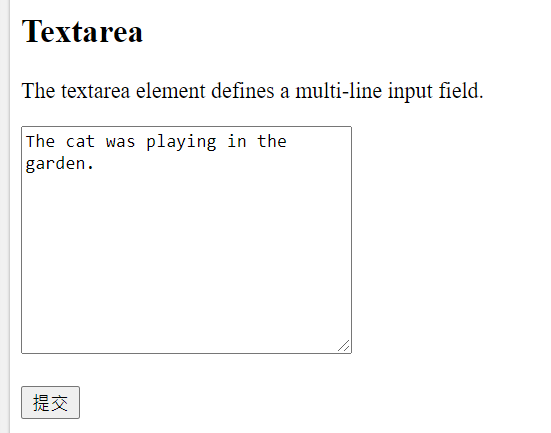 Textarea
The textarea element defines a multi-line input field.
The cat was playing in the
garden.
提交